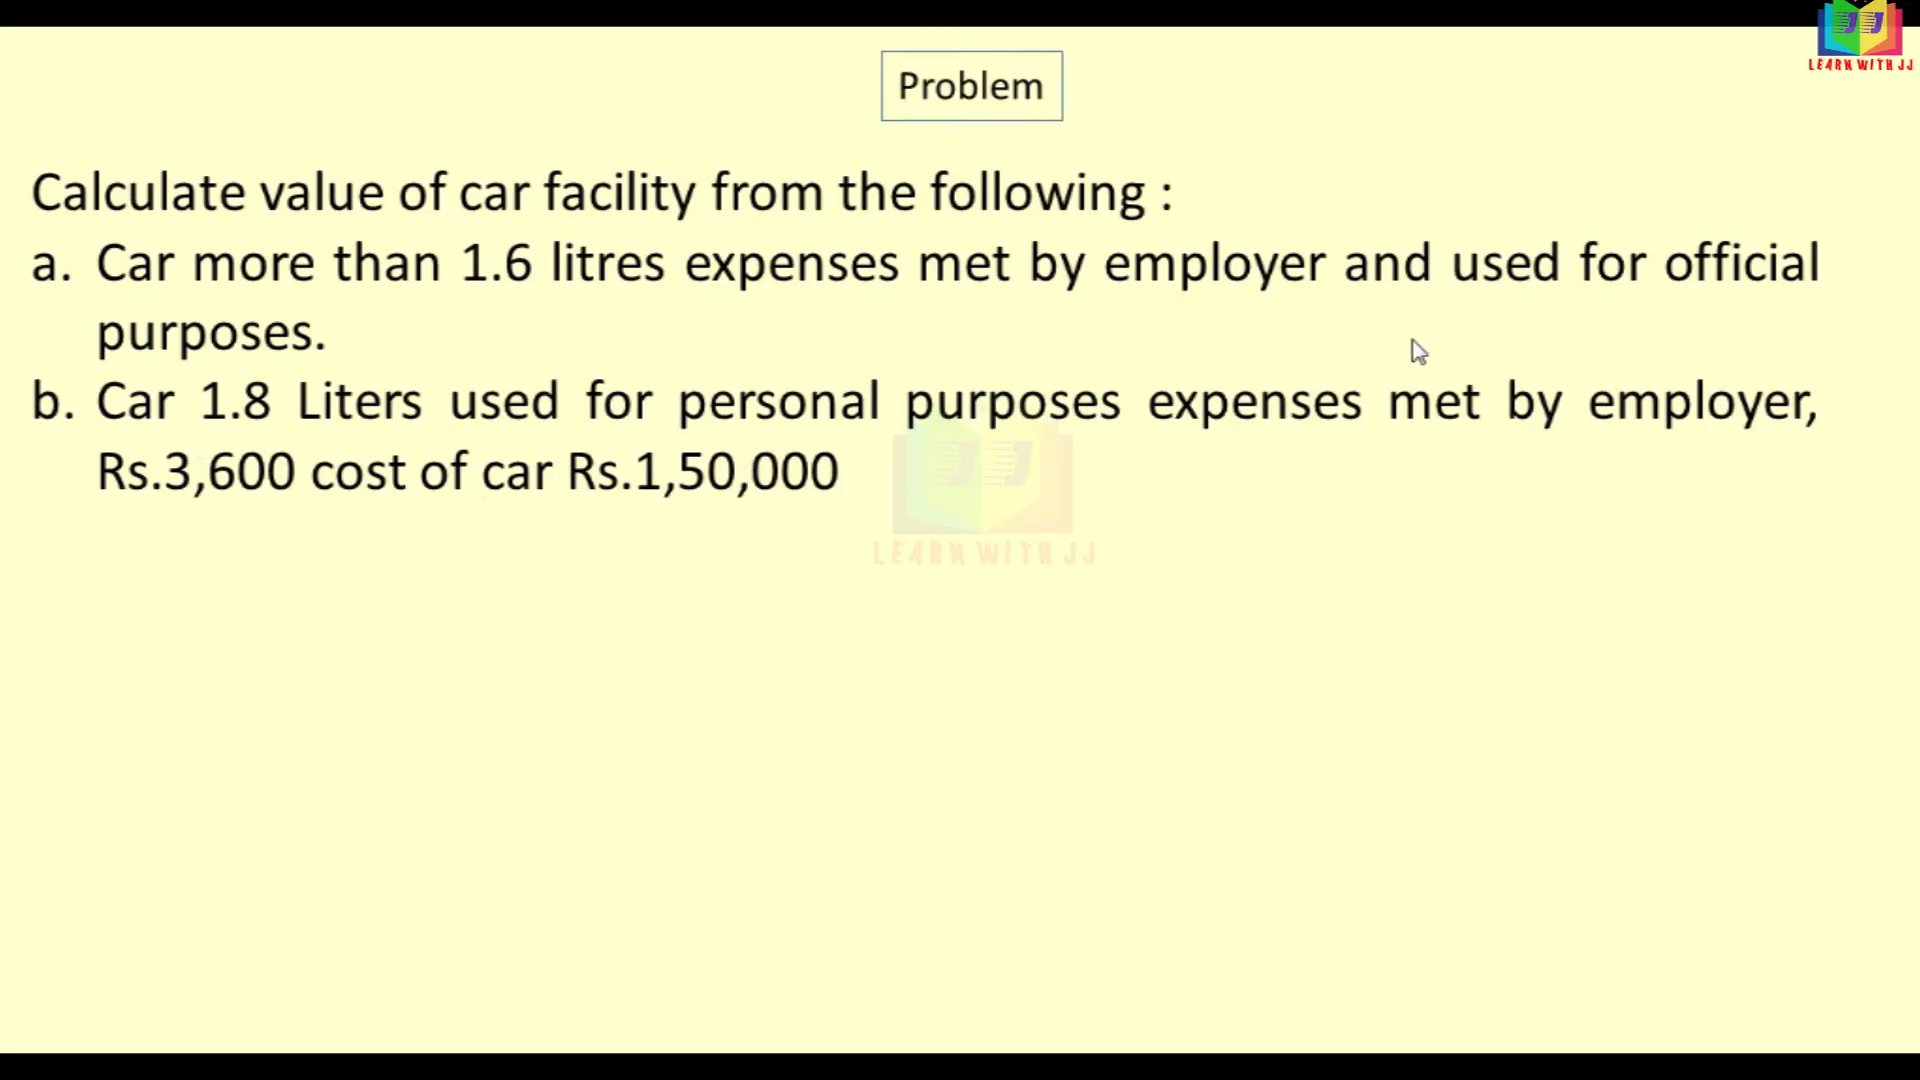 LEARN WITH JJ
Problem
Calculate value of car facility from the following :
a. Car more than 1.6 litres expenses met by employer and used for official
purposes.
b. Car 1.8 Liters used for personal purposes expenses met by employer,
Rs.3,600 cost of car Rs.1,50,000
LEARN WITH JJ